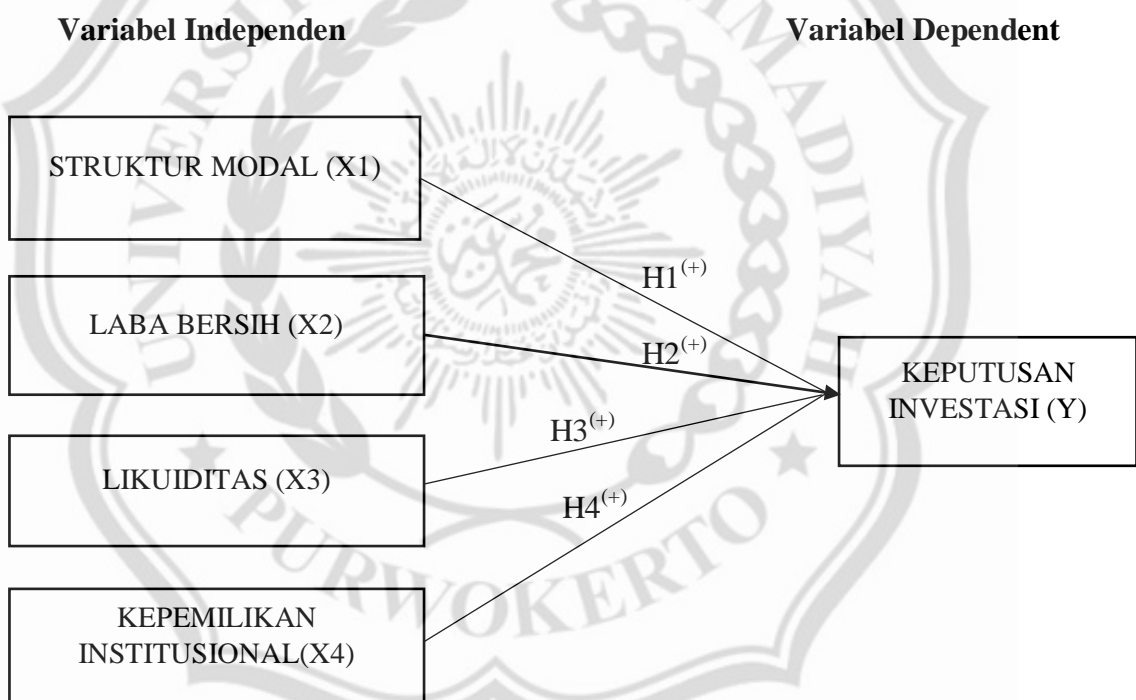 Variabel Independen
Variabel Dependent
STRUKTUR MODAL (X1)
H1(+)
LABA BERSIH (X2)
H2(+)
KEPUTUSAN
INVESTASI (Y)
H3(+)
LIKUIDITAS (X3)
H4(+)
KEPEMILIKAN
INSTITUSIONAL(X4)
PURWOKERTO